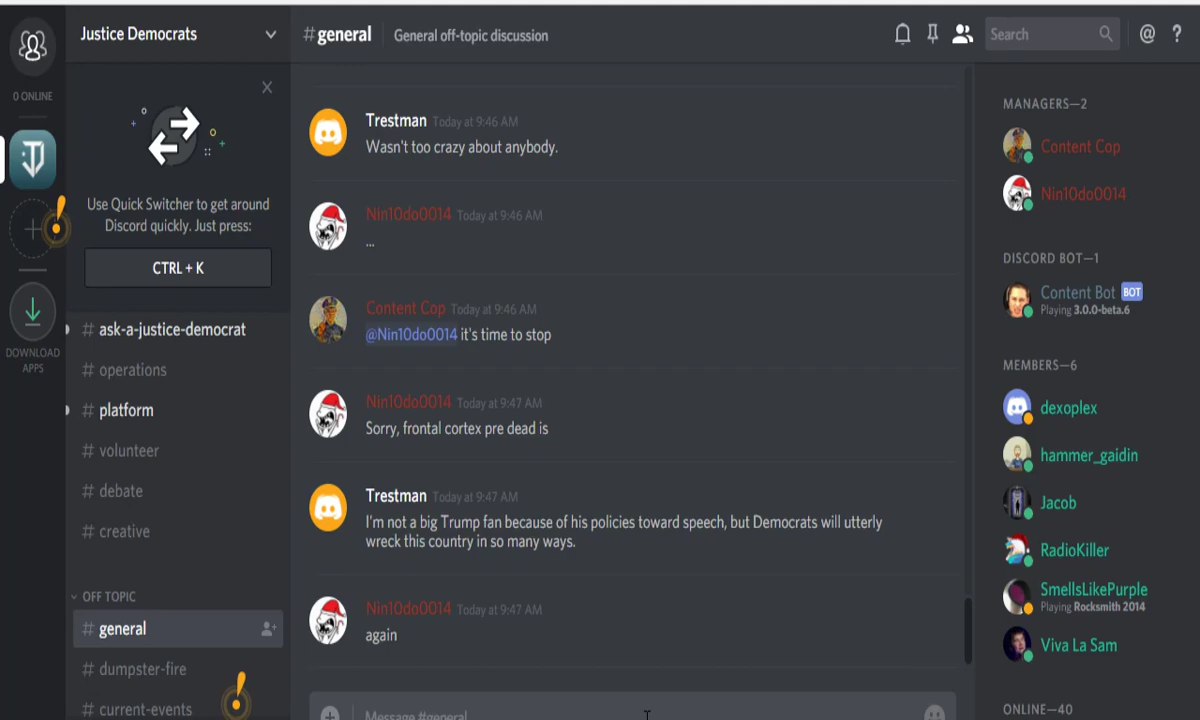 Justice Democrats
#general
General off-topic discussion
Search
@
?
0 ONLINE
DOWNLOAD
APPS
Use Quick Switcher to get around
Discord quickly. Just press:
CTRL + K
# ask-a-justice-democrat
# operations
# platform
# volunteer
# debate
# creative
OFF TOPIC
# general
# dumpster-fire
# current-events
Trestman Today at 9:46 AM
Wasn't too crazy about anybody.
Nin10do0014 Today at 9:46 AM
...
Content Cop Today at 9:46 AM
@Nin10do0014 it's time to stop
Nin10do0014 Today at 9:47 AM
Sorry, frontal cortex pre dead is
Trestman Today at 9:47 AM
I'm not a big Trump fan because of his policies toward speech, but Democrats will utterly
wreck this country in so many ways.
Nin10do0014 Today at 9:47 AM
again
Message #general
MANAGERS—2
Content Cop
Nin10do0014
DISCORD BOT—1
Content Bot BOT
Playing 3.0.0-beta.6
MEMBERS—6
dexoplex
hammer_gaidin
Jacob
RadioKiller
SmellsLikePurple
Playing Rocksmith 2014
Viva La Sam
ONLINE—40